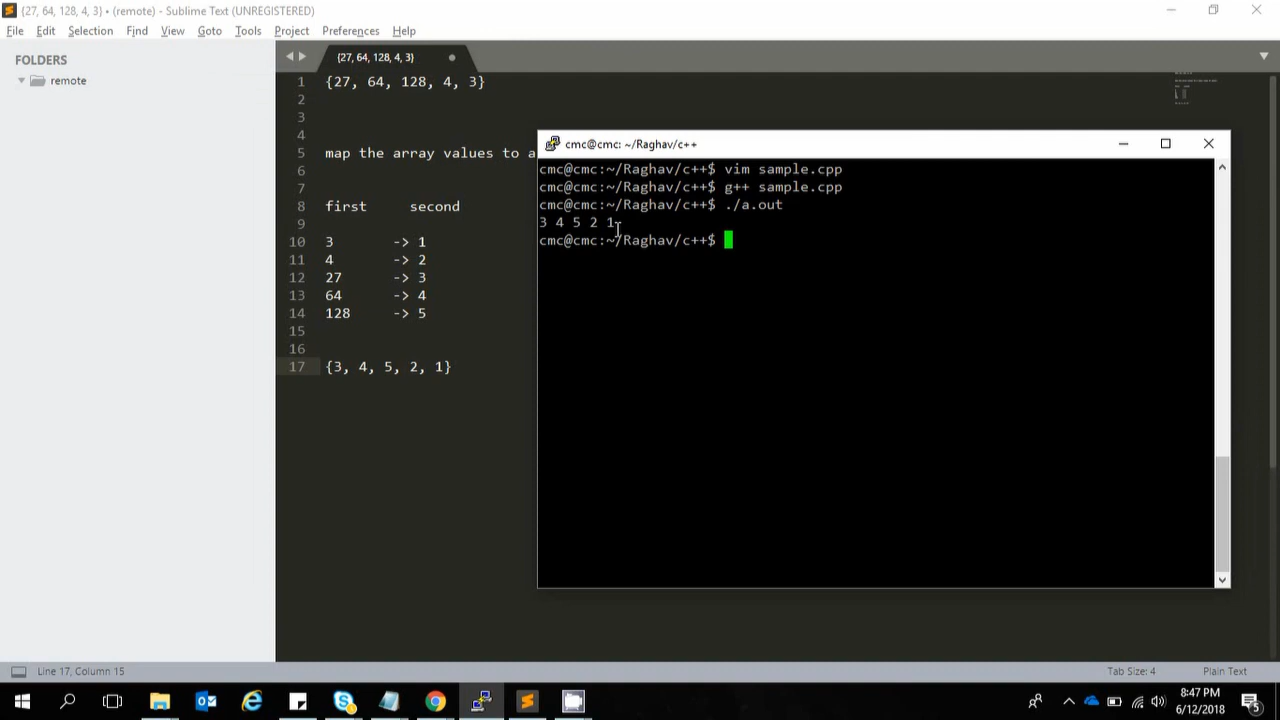 {27, 64, 128, 4, 3} • (remote) - Sublime Text (UNREGISTERED)
File Edit Selection Find View Goto Tools Project Preferences Help
FOLDERS
remote
{27, 64, 128, 4, 3}
1 {27, 64, 128, 4, 3}
2
3
4
5 map the array values to a
6
7
8 first second
9
10 3 -> 1
11 4 -> 2
12 27 -> 3
13 64 -> 4
14 128 -> 5
15
16
17 {3, 4, 5, 2, 1}
cmc@cmc: ~/Raghav/c++
cmc@cmc:~/Raghav/c++$ vim sample.cpp
cmc@cmc:~/Raghav/c++$ g++ sample.cpp
cmc@cmc:~/Raghav/c++$ ./a.out
3 4 5 2 1
cmc@cmc:~/Raghav/c++$
Line 17, Column 15
Tab Size: 4
Plain Text
8:47 PM
6/12/2018
5